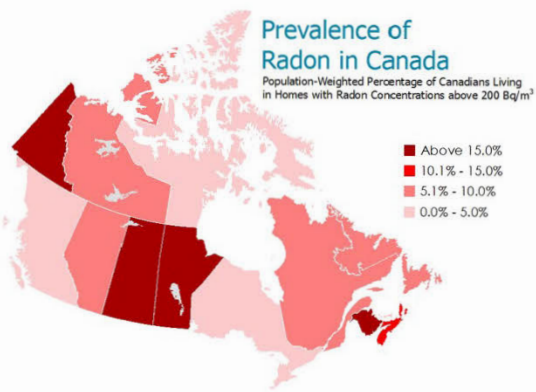 Prevalence of
Radon in Canada
Population-Weighted Percentage of Canadians Living
in Homes with Radon Concentrations above 200 Bq/m³
Above 15.0%
10.1% - 15.0%
5.1% - 10.0%
0.0% - 5.0%